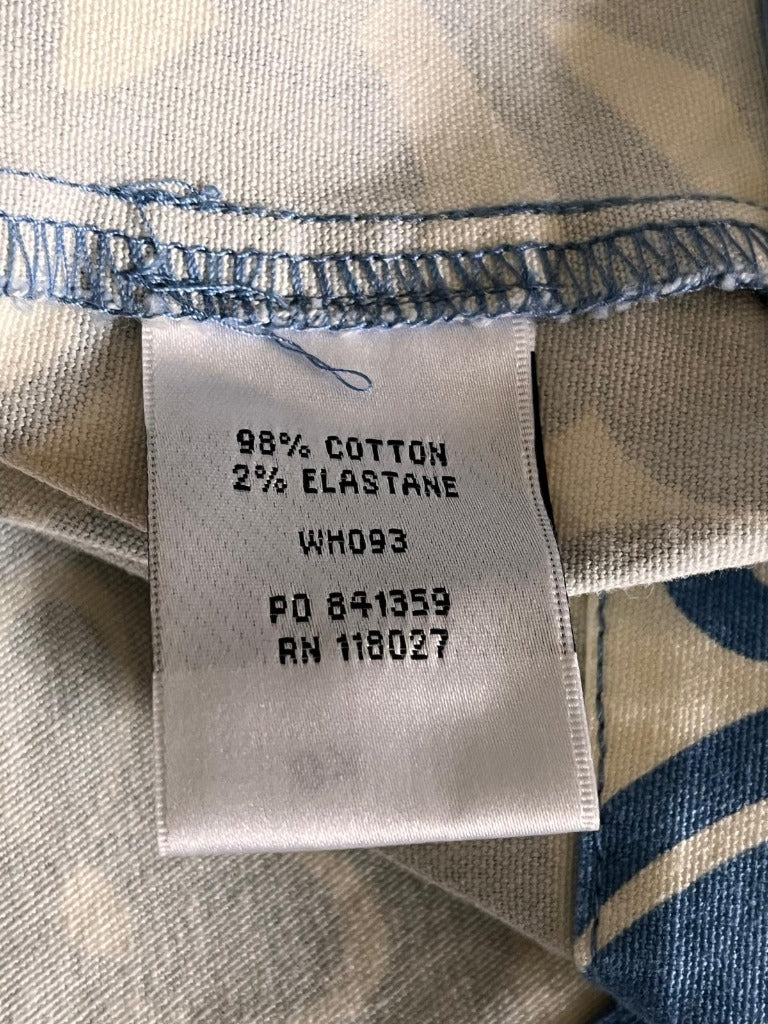 98% COTTON
2% ELASTANE
WH093
PO 841359
RN 118027